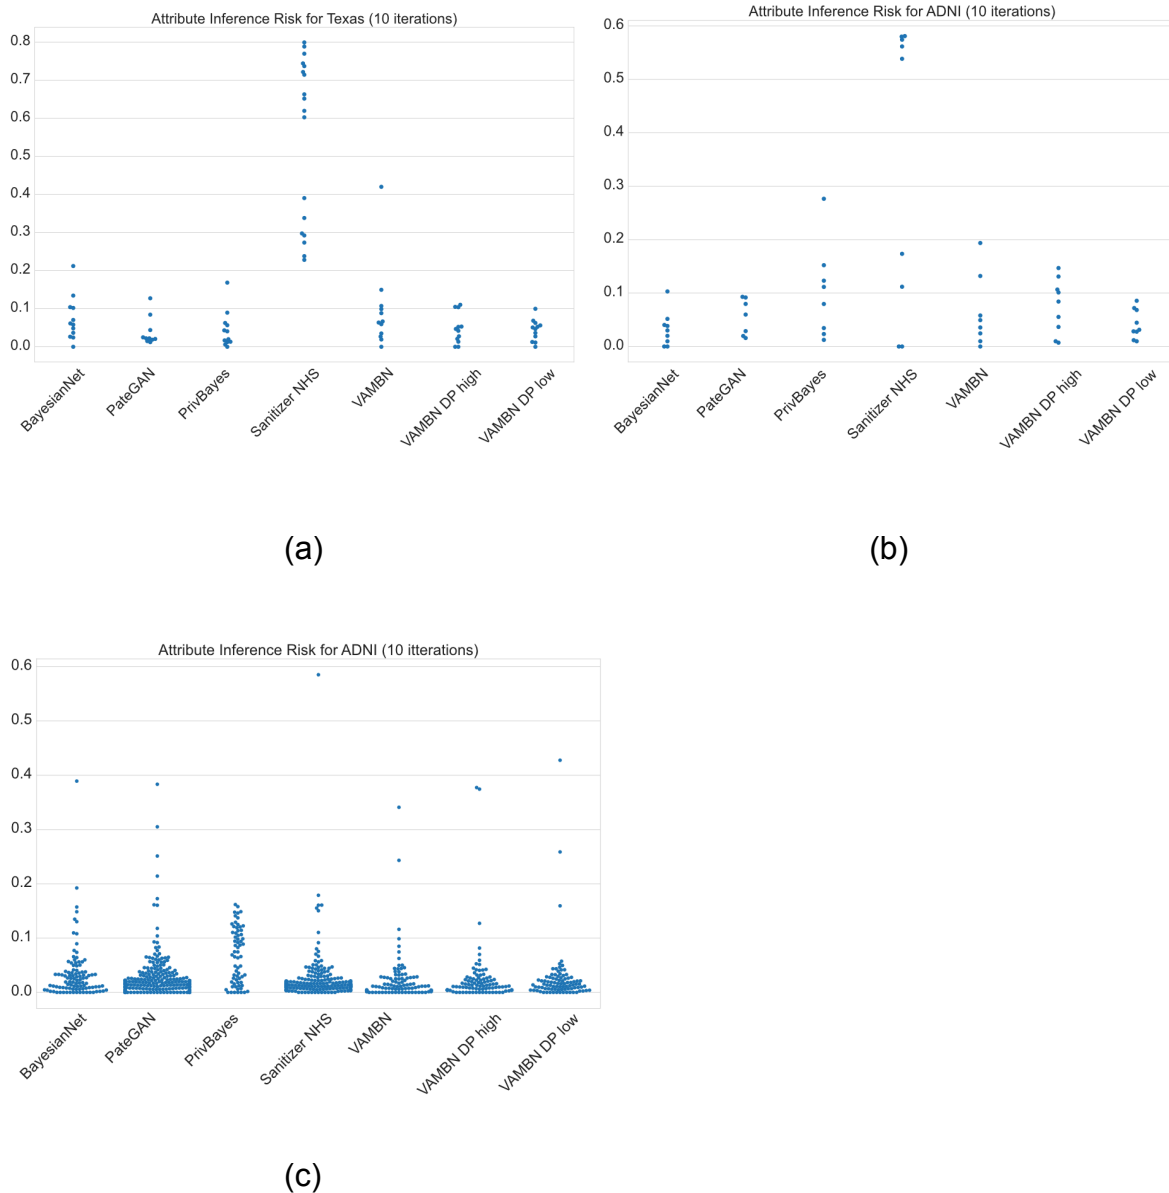 Attribute Inference Risk for Texas (10 iterations)
0.8
0.7
0.6
0.5
0.4
0.3
0.2
0.1
0.0
BayesianNet
PateGAN
PrivBayes
Sanitizer NHS
VAMBN
VAMBN DP high
VAMBN DP low
(a)
Attribute Inference Risk for ADNI (10 iterations)
0.6
0.5
0.4
0.3
0.2
0.1
0.0
BayesianNet
PateGAN
PrivBayes
Sanitizer NHS
VAMBN
VAMBN DP high
VAMBN DP low
(b)
Attribute Inference Risk for ADNI (10 itterations)
0.6
0.5
0.4
0.3
0.2
0.1
0.0
BayesianNet
PateGAN
PrivBayes
Sanitizer NHS
VAMBN
VAMBN DP high
VAMBN DP low
(c)